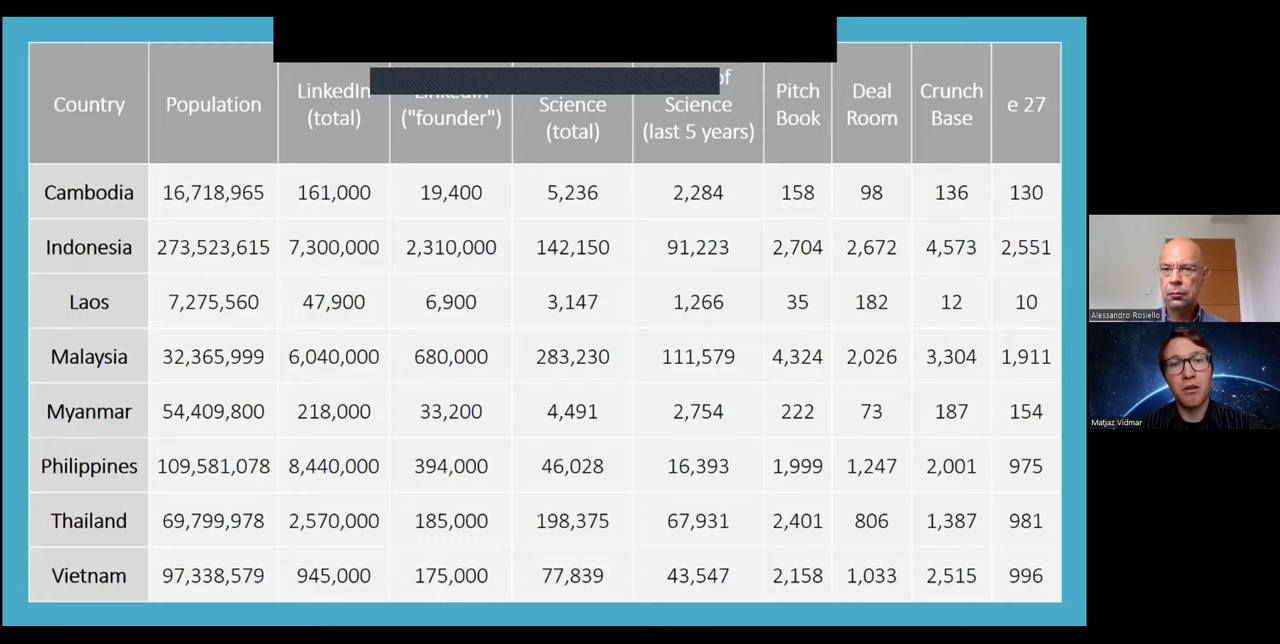 Country Population LinkedIn (total) ("founder") Science (total) of Science (last 5 years) Pitch Book Deal Room Crunch Base e 27
Cambodia 16,718,965 161,000 19,400 5,236 2,284 158 98 136 130
Indonesia 273,523,615 7,300,000 2,310,000 142,150 91,223 2,704 2,672 4,573 2,551
Laos 7,275,560 47,900 6,900 3,147 1,266 35 182 12 10
Malaysia 32,365,999 6,040,000 680,000 283,230 111,579 4,324 2,026 3,304 1,911
Myanmar 54,409,800 218,000 33,200 4,491 2,754 222 73 187 154
Philippines 109,581,078 8,440,000 394,000 46,028 16,393 1,999 1,247 2,001 975
Thailand 69,799,978 2,570,000 185,000 198,375 67,931 2,401 806 1,387 981
Vietnam 97,338,579 945,000 175,000 77,839 43,547 2,158 1,033 2,515 996
Alessandro Rosiello
Matjaz Vidmar